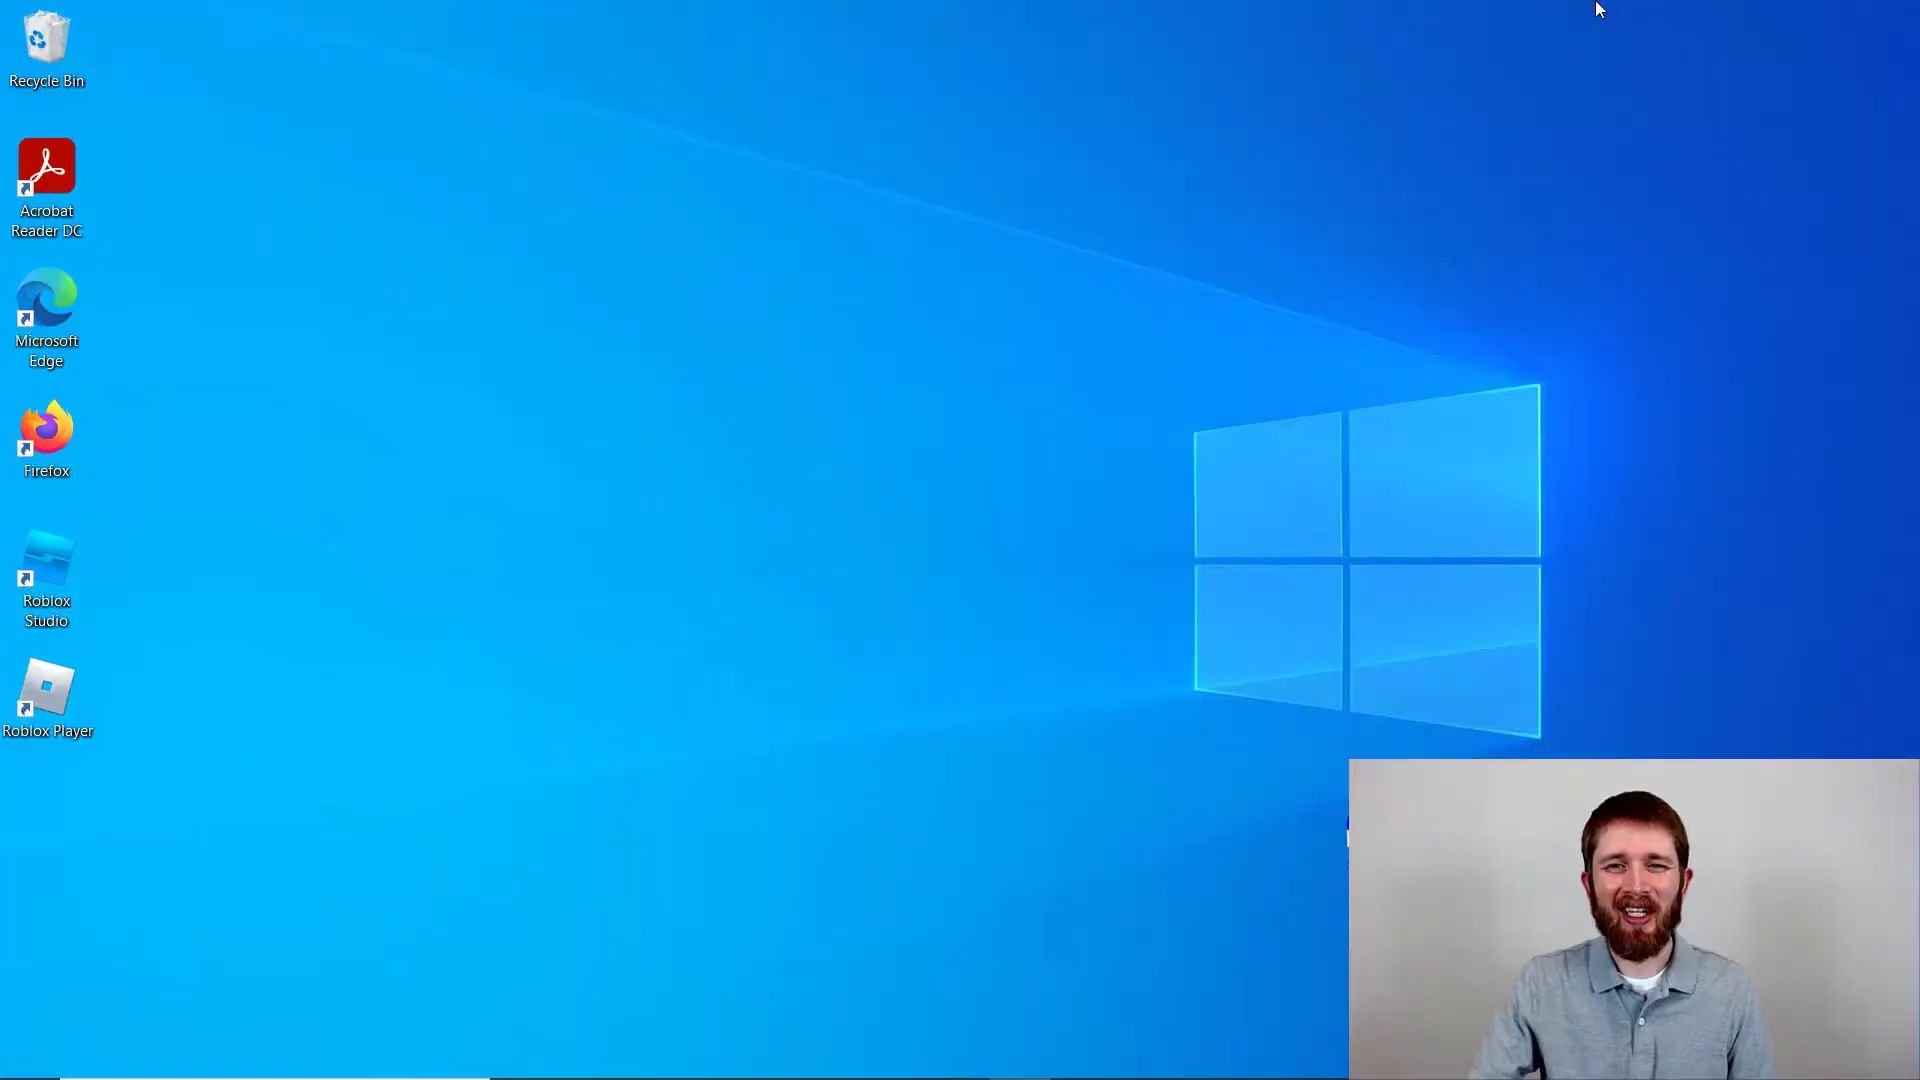 Recycle Bin
Acrobat
Reader DC
Microsoft
Edge
Firefox
Roblox
Studio
Roblox Player